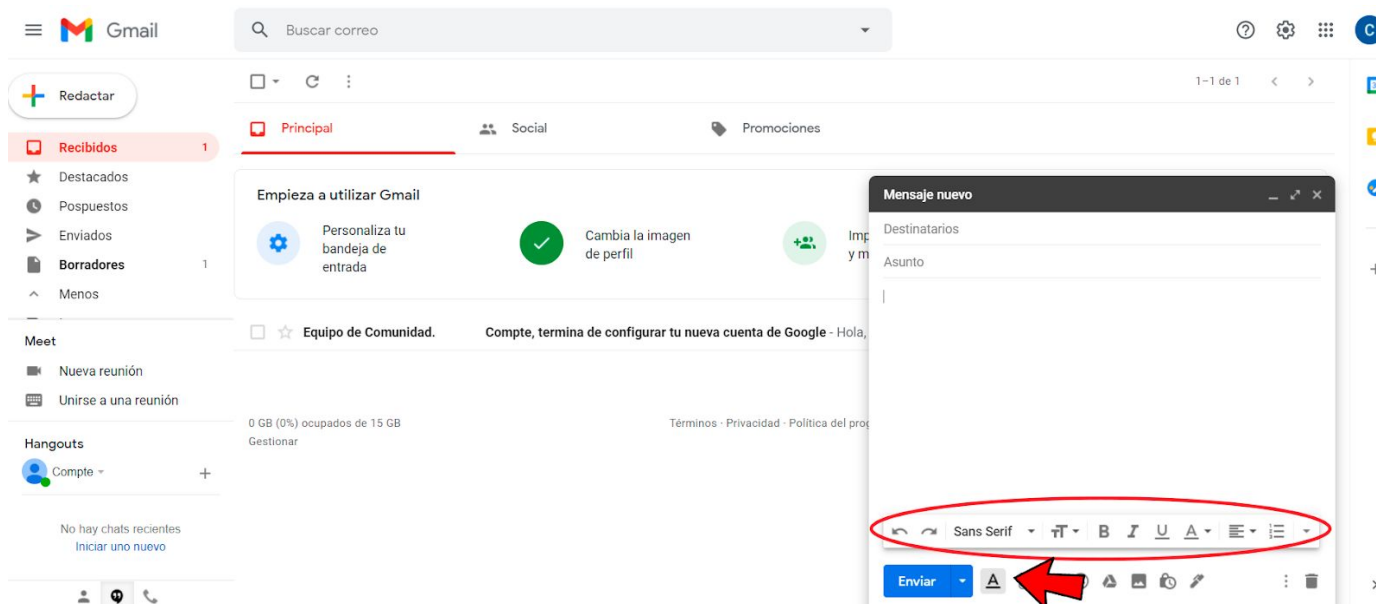 Gmail
Buscar correo
Redactar
1-1 de 1
Principal
Social
Promociones
Recibidos 1
Destacados
Pospuestos
Enviados
Borradores 1
Menos
Meet
Nueva reunión
Unirse a una reunión
Hangouts
Compte
No hay chats recientes
Iniciar uno nuevo
Empieza a utilizar Gmail
Personaliza tu
bandeja de
entrada
Cambia la imagen
de perfil
Imp
y m
Equipo de Comunidad. Compte, termina de configurar tu nueva cuenta de Google - Hola,
0 GB (0%) ocupados de 15 GB
Gestionar
Términos · Privacidad · Política del prog
Mensaje nuevo
Destinatarios
Asunto
Sans Serif
B I U A
Enviar A
C